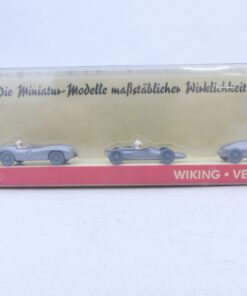 Die Miniatur-Modelle maßstäblicher Wirklichkeit
WIKING • VE